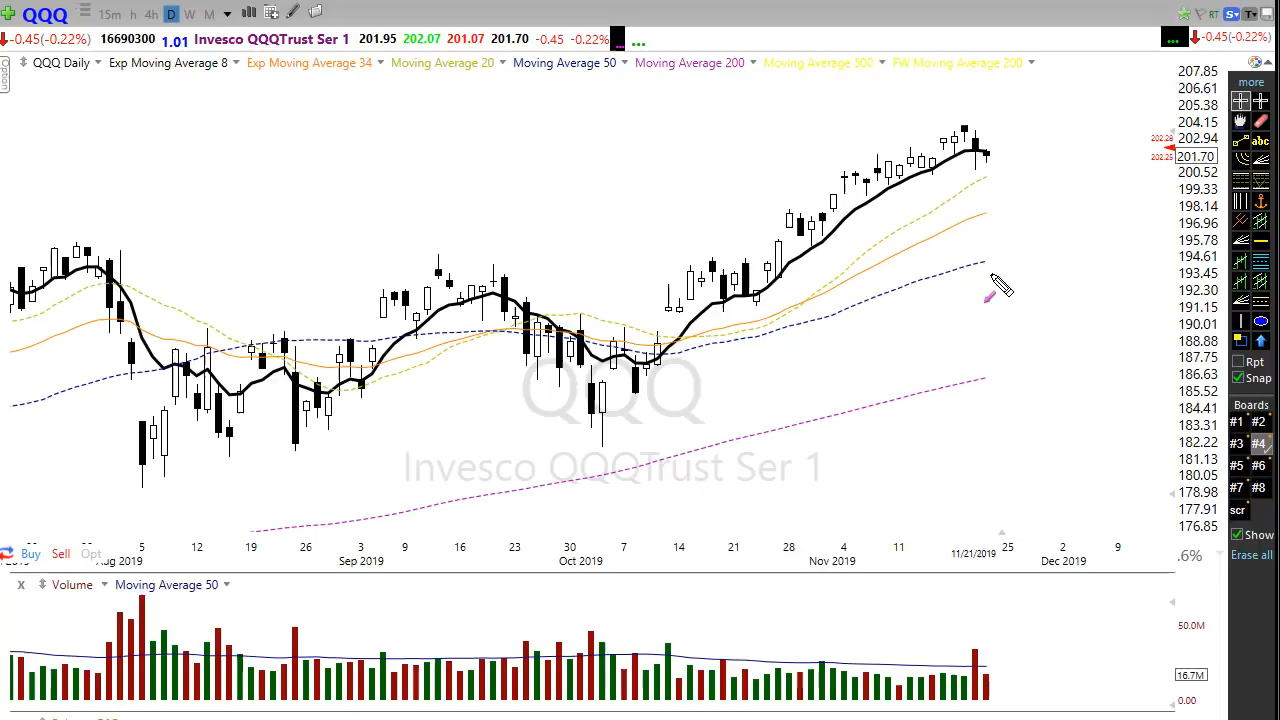 QQQ 15m h 4h D W M RT S T
-0.45(-0.22%) 16690300 1.01 Invesco QQQTrust Ser 1 201.95 202.07 201.07 201.70 -0.45 -0.22% ... ... -0.45(-0.22%)
Option
QQQ Daily Exp Moving Average 8 Exp Moving Average 34 Moving Average 20 Moving Average 50 Moving Average 200 Moving Average 500 FW Moving Average 200
207.85
206.61
205.38
204.15
202.94
202.28
202.25
201.70
200.52
199.33
198.14
196.96
195.78
194.61
193.45
192.30
191.15
190.01
188.88
187.75
186.63
185.52
184.41
183.31
182.22
181.13
180.05
178.98
177.91
176.85
QQQ
Invesco QQQTrust Ser 1
more
abc
Rpt
Snap
Boards
#1 #2
#3 #4
#5 #6
#7 #8
scr
Show
Erase all
5 12 19 26 3 9 16 23 30 7 14 21 28 4 11 11/21/2019 25 2 9
Buy Sell Opt .6%
Aug 2019 Sep 2019 Oct 2019 Nov 2019 Dec 2019
x Volume Moving Average 50
50.0M
16.7M
0.00